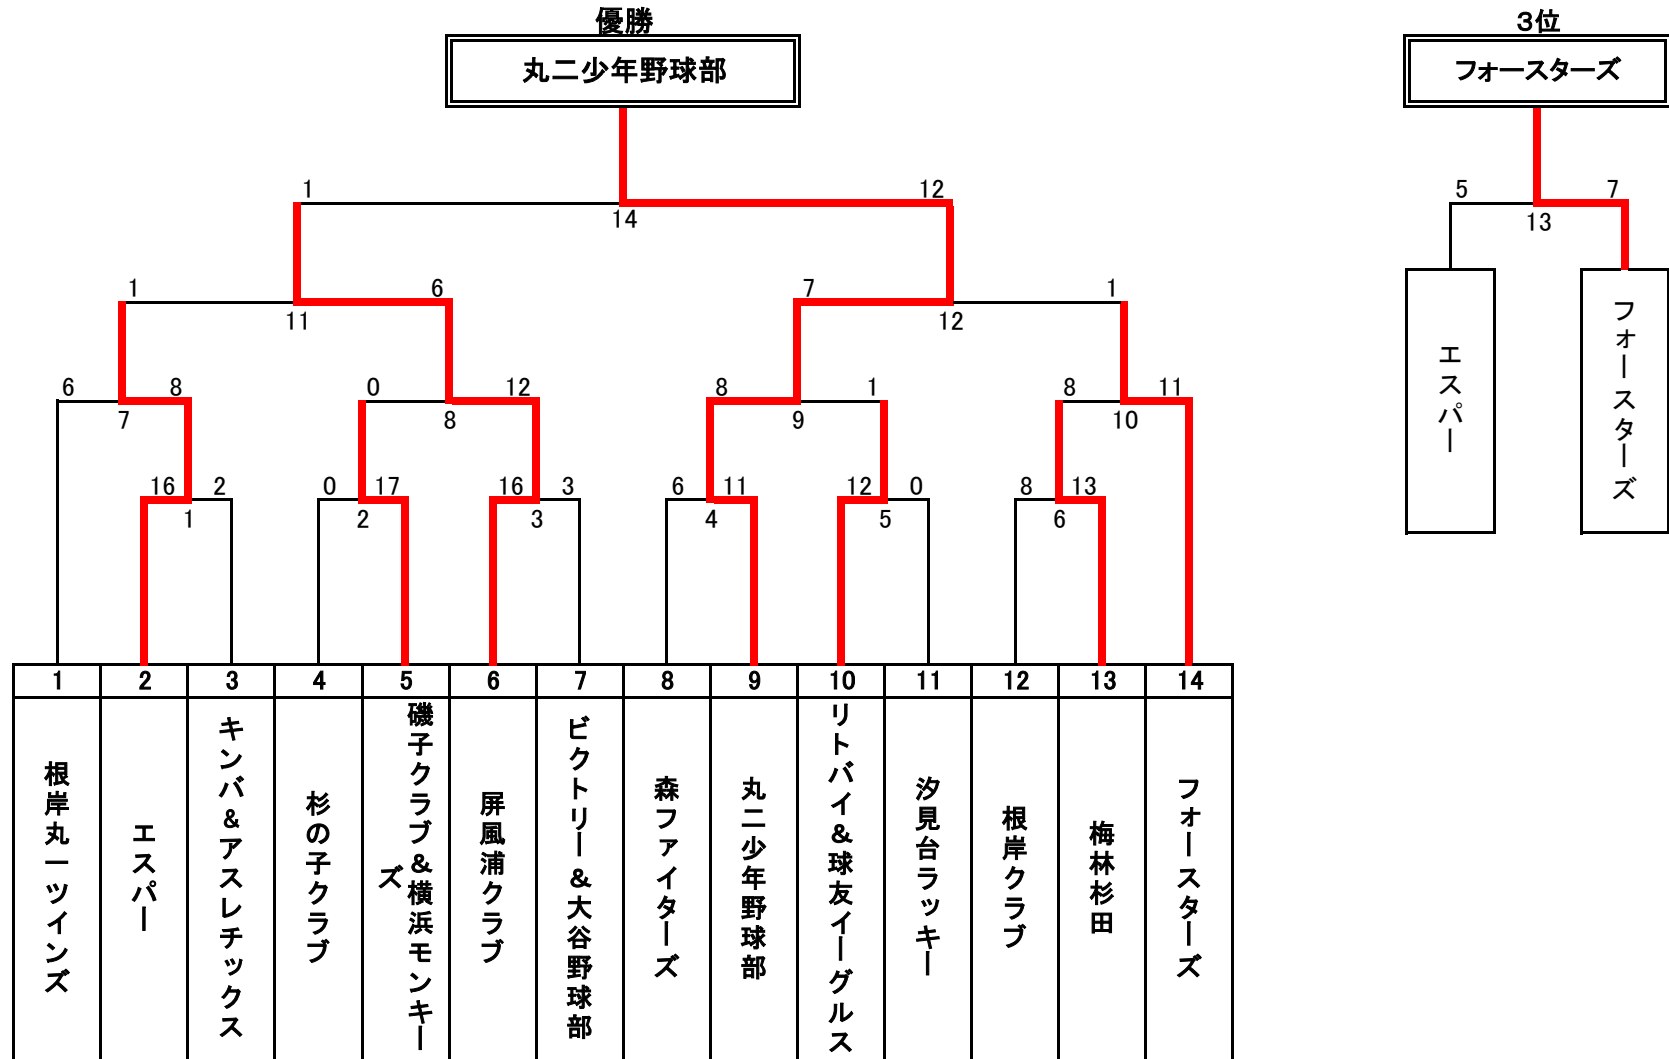 優勝
3位
丸二少年野球部
フォースターズ
1
12
14
5
7
13
1
6
11
7
1
12
6
8
7
0
12
8
8
1
9
8
11
10
16
2
1
0
17
2
16
3
3
6
11
4
12
0
5
8
13
6
エスパー
フォースターズ
1
2
3
4
5
6
7
8
9
10
11
12
13
14
根岸丸一ツインズ
エスパー
キンバ&アスレチックス
杉の子クラブ
磯子クラブ&横浜モンキー
ズ
屏風浦クラブ
ビクトリー&大谷野球部
森ファイターズ
丸二少年野球部
リトバイ&球友イーグルス
汐見台ラッキー
根岸クラブ
梅林杉田
フォースターズ